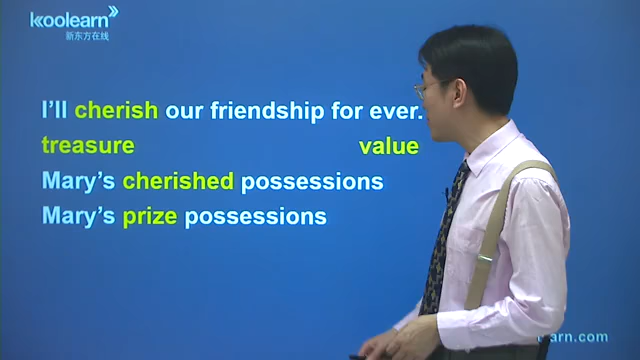 koolearn
新东方在线
I'll cherish our friendship for ever.
treasure value
Mary's cherished possessions
Mary's prize possessions
arn.com